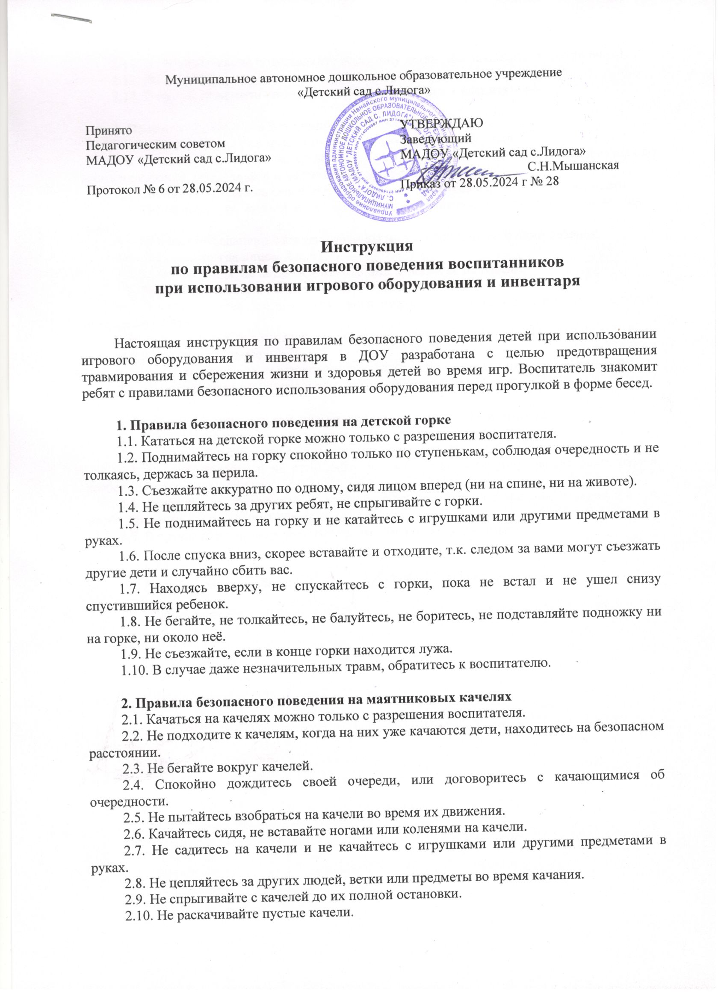 Муниципальное автономное дошкольное образовательное учреждение
«Детский сад с.Лидога»
Принято
Педагогическим советом
МАДОУ «Детский сад с.Лидога»
Протокол № 6 от 28.05.2024 г.
УТВЕРЖДАЮ
Заведующий
МАДОУ «Детский сад с.Лидога»
С.Н.Мышанская
Приказ от 28.05.2024 г № 28
Управление образования администрации Нанайского муниципального
МУНИЦИПАЛЬНОЕ АВТОНОМНОЕ ДОШКОЛЬНОЕ ОБРАЗОВАТЕЛЬНОЕ
С. ЛИДОГА" (МАДОУ "ДЕТСКИЙ САД С. ЛИДОГА")
Инструкция
по правилам безопасного поведения воспитанников
при использовании игрового оборудования и инвентаря
Настоящая инструкция по правилам безопасного поведения детей при использовании
игрового оборудования и инвентаря в ДОУ разработана с целью предотвращения
травмирования и сбережения жизни и здоровья детей во время игр. Воспитатель знакомит
ребят с правилами безопасного использования оборудования перед прогулкой в форме бесед.
1. Правила безопасного поведения на детской горке
1.1. Кататься на детской горке можно только с разрешения воспитателя.
1.2. Поднимайтесь на горку спокойно только по ступенькам, соблюдая очередность и не
толкаясь, держась за перила.
1.3. Съезжайте аккуратно по одному, сидя лицом вперед (ни на спине, ни на животе).
1.4. Не цепляйтесь за других ребят, не спрыгивайте с горки.
1.5. Не поднимайтесь на горку и не катайтесь с игрушками или другими предметами в
руках.
1.6. После спуска вниз, скорее вставайте и отходите, т.к. следом за вами могут съезжать
другие дети и случайно сбить вас.
1.7. Находясь вверху, не спускайтесь с горки, пока не встал и не ушел снизу
спустившийся ребенок.
1.8. Не бегайте, не толкайтесь, не балуйтесь, не боритесь, не подставляйте подножку ни
на горке, ни около неё.
1.9. Не съезжайте, если в конце горки находится лужа.
1.10. В случае даже незначительных травм, обратитесь к воспитателю.
2. Правила безопасного поведения на маятниковых качелях
2.1. Качаться на качелях можно только с разрешения воспитателя.
2.2. Не подходите к качелям, когда на них уже качаются дети, находитесь на безопасном
расстоянии.
2.3. Не бегайте вокруг качелей.
2.4. Спокойно дождитесь своей очереди, или договоритесь с качающимися об
очередности.
2.5. Не пытайтесь взобраться на качели во время их движения.
2.6. Качайтесь сидя, не вставайте ногами или коленями на качели.
2.7. Не садитесь на качели и не качайтесь с игрушками или другими предметами в
руках.
2.8. Не цепляйтесь за других людей, ветки или предметы во время качания.
2.9. Не спрыгивайте с качелей до их полной остановки.
2.10. Не раскачивайте пустые качели.